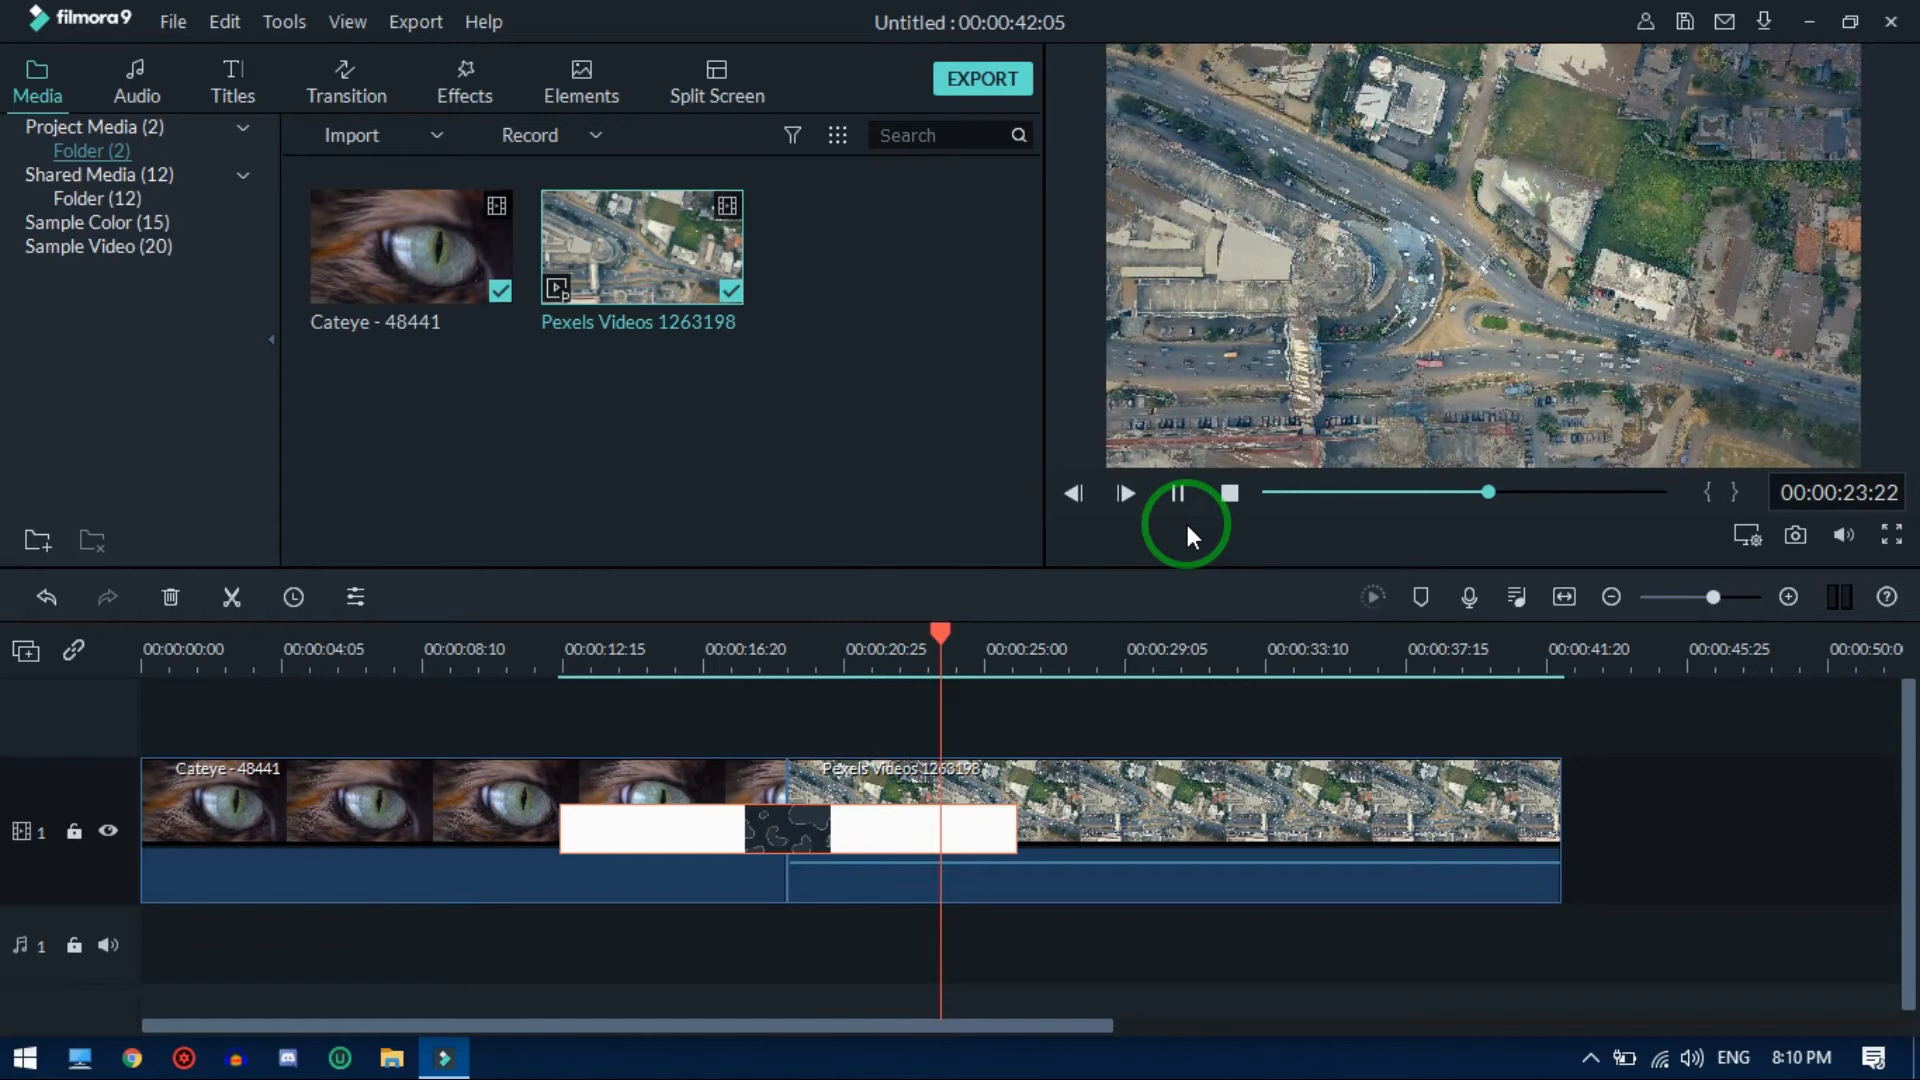 filmora9 File Edit Tools View Export Help Untitled : 00:00:42:05
Media Audio Titles Transition Effects Elements Split Screen EXPORT
Project Media (2)
Folder (2)
Shared Media (12)
Folder (12)
Sample Color (15)
Sample Video (20)
Import Record Search
Cateye - 48441 Pexels Videos 1263198
00:00:23:22
00:00:00:00 00:00:04:05 00:00:08:10 00:00:12:15 00:00:16:20 00:00:20:25 00:00:25:00 00:00:29:05 00:00:33:10 00:00:37:15 00:00:41:20 00:00:45:25 00:00:50:0
Cateye - 48441 Pexels Videos 1263198
1
1
ENG 8:10 PM